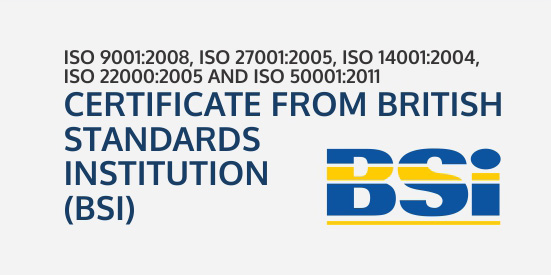 ISO 9001:2008, ISO 27001:2005, ISO 14001:2004,
ISO 22000:2005 AND ISO 50001:2011
CERTIFICATE FROM BRITISH
STANDARDS
INSTITUTION
(BSI)
BSi